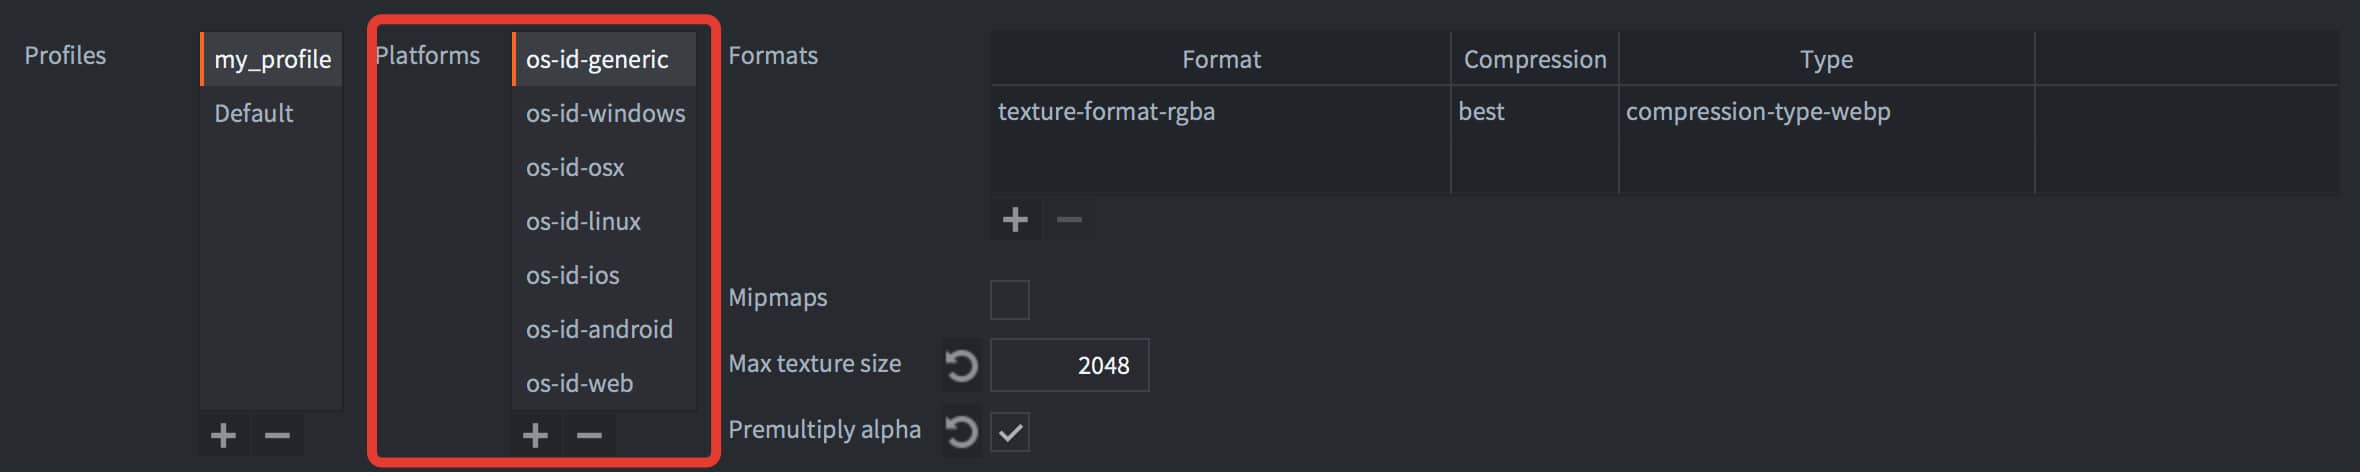 Profiles
my_profile
Default
Platforms
os-id-generic
os-id-windows
os-id-osx
os-id-linux
os-id-ios
os-id-android
os-id-web
Formats
Format Compression Type
texture-format-rgba best compression-type-webp
Mipmaps
Max texture size 2048
Premultiply alpha